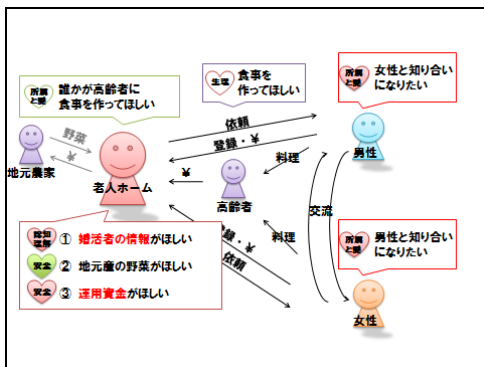 所属と愛
誰かが高齢者に
食事を作ってほしい
生理
食事を
作ってほしい
所属と愛
女性と知り合い
になりたい
野菜
¥
地元農家
老人ホーム
依頼
登録・¥
料理
男性
¥
高齢者
交流
認知理解
① 婚活者の情報がほしい
安全
② 地元産の野菜がほしい
安全
③ 運用資金がほしい
登録・¥
依頼
料理
所属と愛
男性と知り合い
になりたい
女性